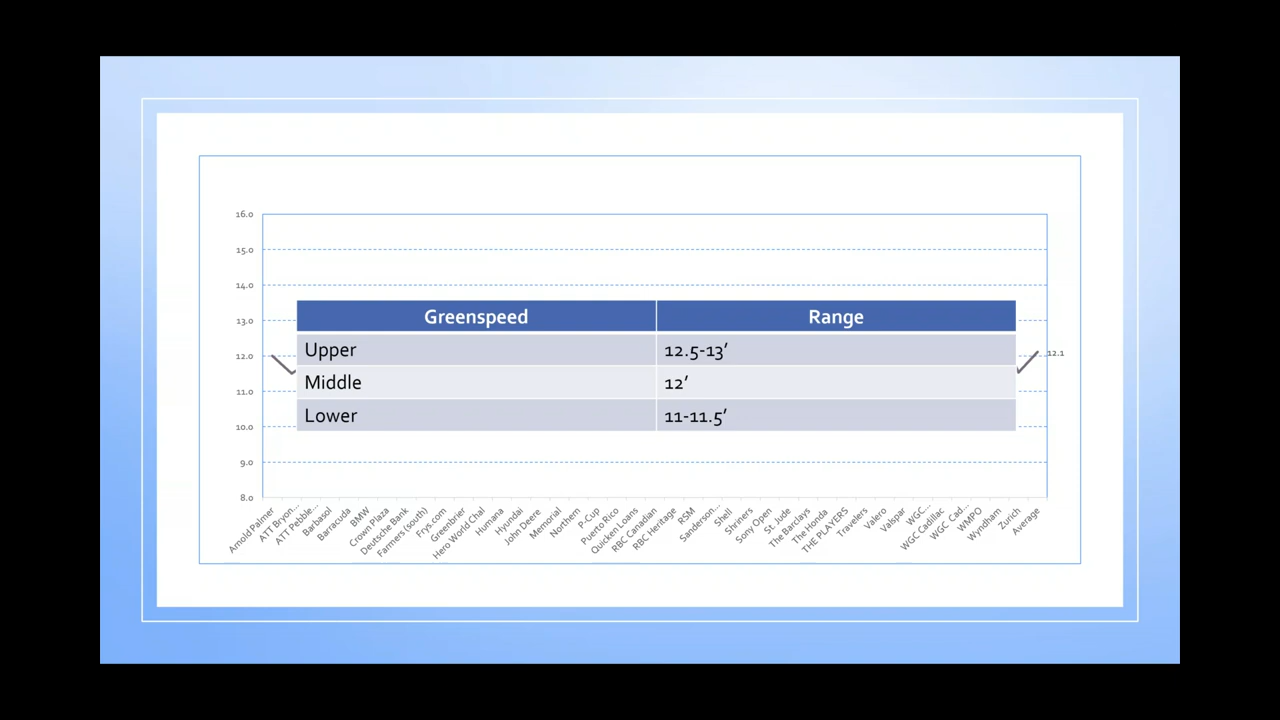 16.0
15.0
14.0
13.0
12.0
11.0
10.0
9.0
8.0
Greenspeed Range
Upper 12.5-13’
Middle 12’
Lower 11-11.5’
12.1
Arnold Palmer
ATT Bryon...
ATT Pebble...
Barbasol
Barracuda
BMW
Crown Plaza
Deutsche Bank
Farmers (south)
Frys.com
Greenbrier
Hero World Chal
Humana
Hyundai
John Deere
Memorial
Northern
P-Cup
Puerto Rico
Quicken Loans
RBC Canadian
RBC Heritage
RSM
Sanderson...
Shell
Shriners
Sony Open
St. Jude
The Barclays
The Honda
THE PLAYERS
Travelers
Valero
Valspar
WGC...
WGC Cadillac
WGC Cad...
WMPO
Wyndham
Zurich
Average